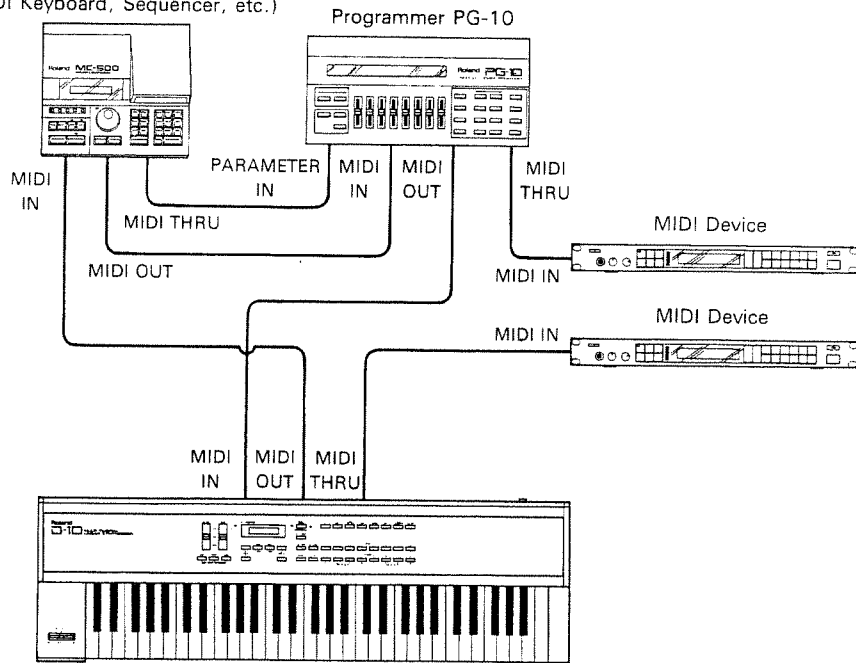 DI Keyboard, Sequencer, etc.)
Programmer PG-10
Roland MC-500
Roland PG-10
PARAMETER IN
MIDI IN
MIDI OUT
MIDI THRU
MIDI IN
MIDI THRU
MIDI OUT
MIDI Device
MIDI IN
MIDI Device
MIDI IN
MIDI IN
MIDI OUT
MIDI THRU
Roland